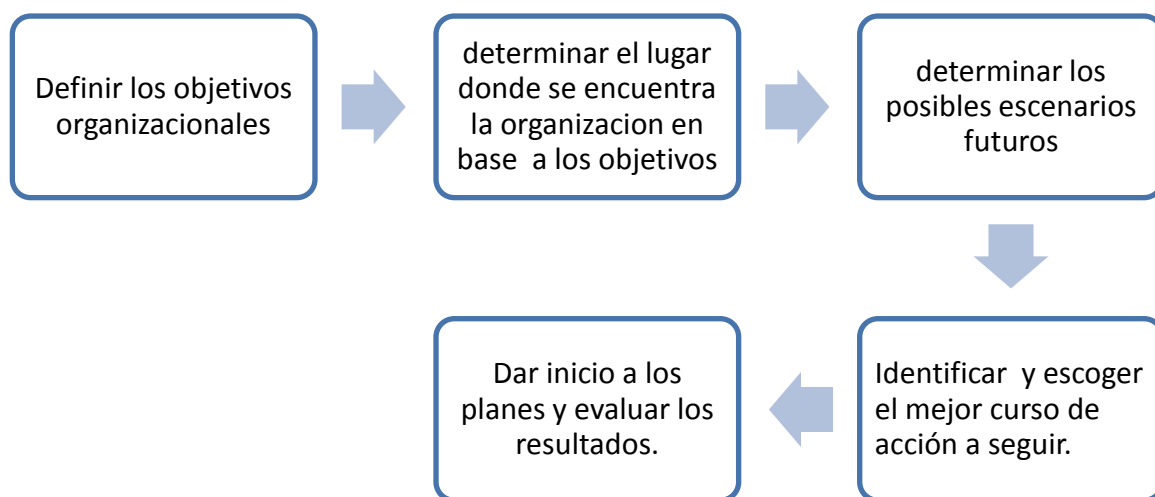 Definir los objetivos
organizacionales
determinar el lugar
donde se encuentra
la organizacion en
base a los objetivos
determinar los
posibles escenarios
futuros
Identificar y escoger
el mejor curso de
acción a seguir.
Dar inicio a los
planes y evaluar los
resultados.